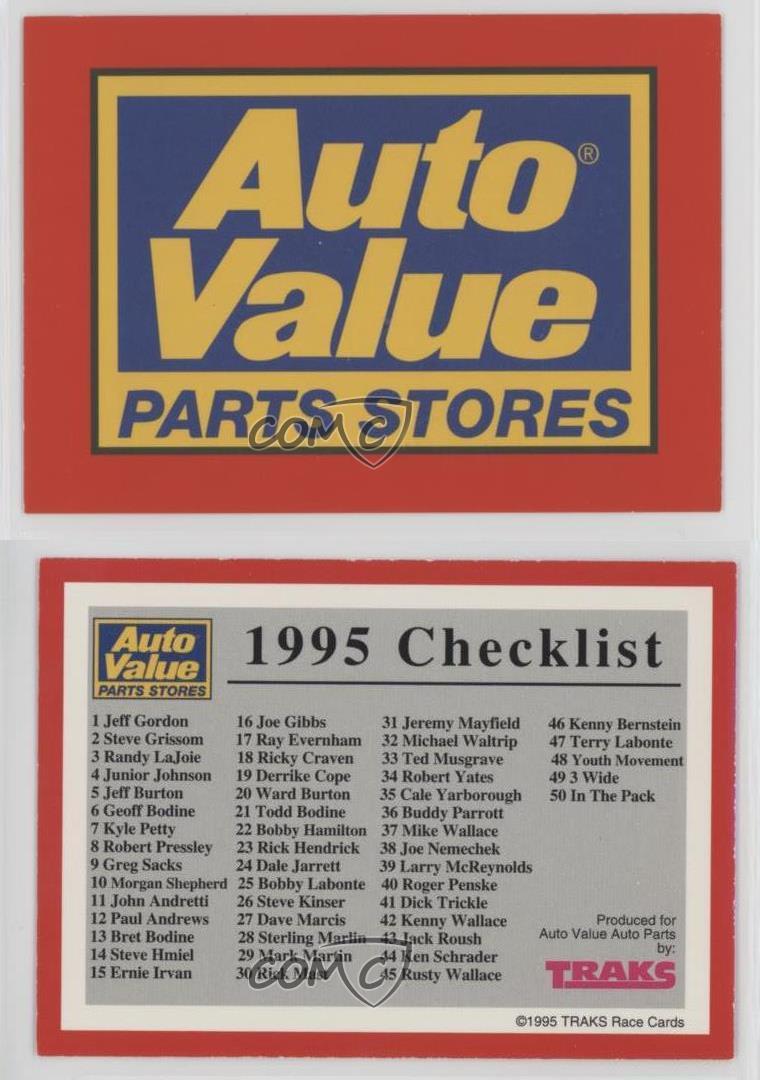 Auto®
Value
PARTS STORES
COMC
Auto
Value
PARTS STORES
1995 Checklist
1 Jeff Gordon
2 Steve Grissom
3 Randy LaJoie
4 Junior Johnson
5 Jeff Burton
6 Geoff Bodine
7 Kyle Petty
8 Robert Pressley
9 Greg Sacks
10 Morgan Shepherd
11 John Andretti
12 Paul Andrews
13 Bret Bodine
14 Steve Hmiel
15 Ernie Irvan
16 Joe Gibbs
17 Ray Evernham
18 Ricky Craven
19 Derrike Cope
20 Ward Burton
21 Todd Bodine
22 Bobby Hamilton
23 Rick Hendrick
24 Dale Jarrett
25 Bobby Labonte
26 Steve Kinser
27 Dave Marcis
28 Sterling Marlin
29 Mark Martin
30 Rick Mast
31 Jeremy Mayfield
32 Michael Waltrip
33 Ted Musgrave
34 Robert Yates
35 Cale Yarborough
36 Buddy Parrott
37 Mike Wallace
38 Joe Nemechek
39 Larry McReynolds
40 Roger Penske
41 Dick Trickle
42 Kenny Wallace
43 Jack Roush
44 Ken Schrader
45 Rusty Wallace
46 Kenny Bernstein
47 Terry Labonte
48 Youth Movement
49 3 Wide
50 In The Pack
Produced for
Auto Value Auto Parts
by:
TRAKS
COMC
©1995 TRAKS Race Cards